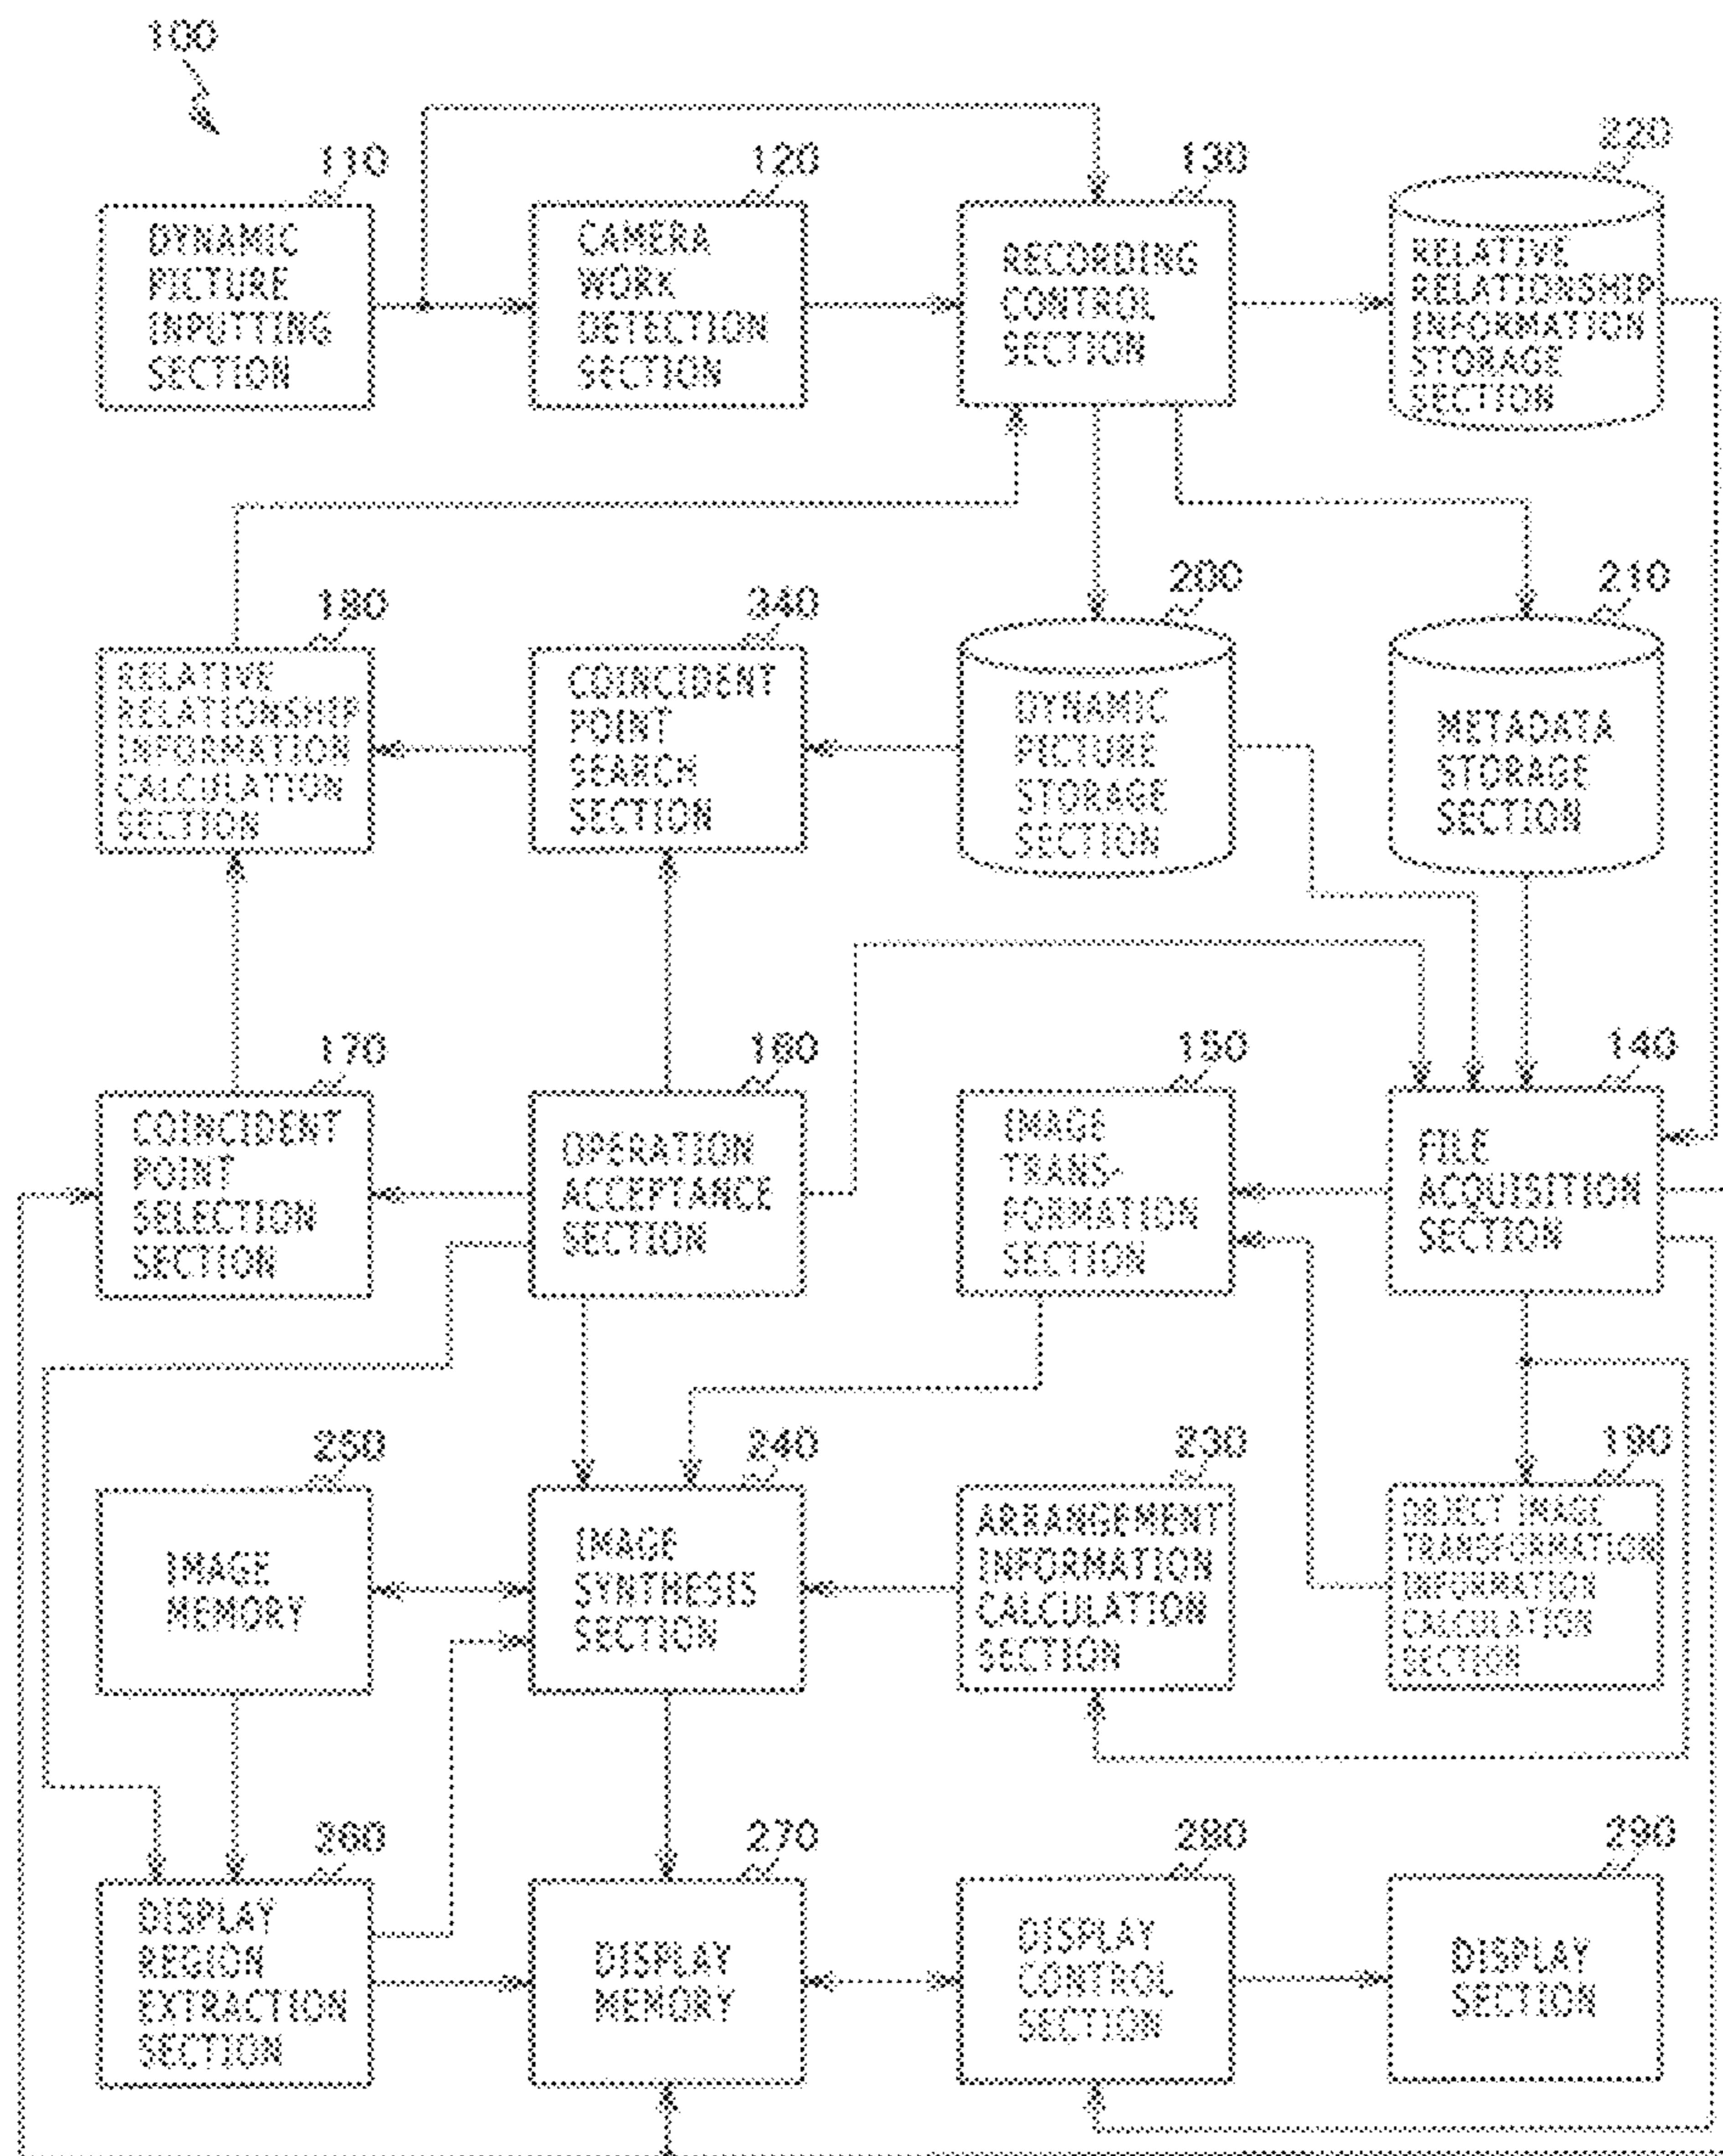 100
110
DYNAMIC
PICTURE
INPUTTING
SECTION
120
CAMERA
WORK
DETECTION
SECTION
130
RECORDING
CONTROL
SECTION
220
RELATIVE
RELATIONSHIP
INFORMATION
STORAGE
SECTION
180
RELATIVE
RELATIONSHIP
INFORMATION
CALCULATION
SECTION
340
COINCIDENT
POINT
SEARCH
SECTION
200
DYNAMIC
PICTURE
STORAGE
SECTION
210
METADATA
STORAGE
SECTION
170
COINCIDENT
POINT
SELECTION
SECTION
160
OPERATION
ACCEPTANCE
SECTION
150
IMAGE
TRANS-
FORMATION
SECTION
140
FILE
ACQUISITION
SECTION
250
IMAGE
MEMORY
240
IMAGE
SYNTHESIS
SECTION
230
ARRANGEMENT
INFORMATION
CALCULATION
SECTION
190
OBJECT IMAGE
TRANSFORMATION
INFORMATION
CALCULATION
SECTION
260
DISPLAY
REGION
EXTRACTION
SECTION
270
DISPLAY
MEMORY
280
DISPLAY
CONTROL
SECTION
290
DISPLAY
SECTION